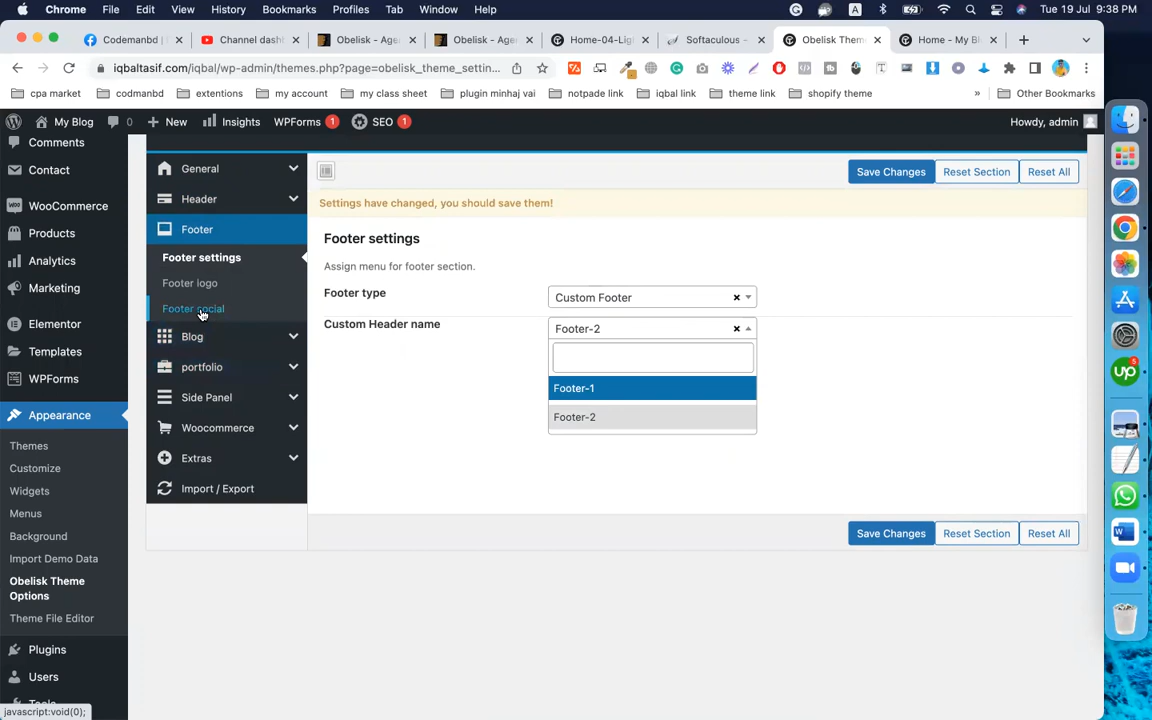 Chrome File Edit View History Bookmarks Profiles Tab Window Help
A
Tue 19 Jul 9:38 PM
Codemanbd | (
Channel dash
Obelisk - Age
Obelisk - Age
Home-04-Lig
Softaculous -
Obelisk Them
Home - My Bl
iqbaltasif.com/iqbal/wp-admin/themes.php?page=obelisk_theme_settin...
cpa market
codmanbd
extentions
my account
my class sheet
plugin minhaj vai
notpade link
iqbal link
theme link
shopify theme
»
Other Bookmarks
My Blog
0
New
Insights
WPForms 1
SEO 1
Howdy, admin
Comments
Contact
WooCommerce
Products
Analytics
Marketing
Elementor
Templates
WPForms
Appearance
Themes
Customize
Widgets
Menus
Background
Import Demo Data
Obelisk Theme
Options
Theme File Editor
Plugins
Users
Tools
javascript:void(0);
General
Header
Footer
Footer settings
Footer logo
Footer social
Blog
portfolio
Side Panel
Woocommerce
Extras
Import / Export
Save Changes
Reset Section
Reset All
Settings have changed, you should save them!
Footer settings
Assign menu for footer section.
Footer type
Custom Footer
Custom Header name
Footer-2
Footer-1
Footer-2
Save Changes
Reset Section
Reset All
up
5
W